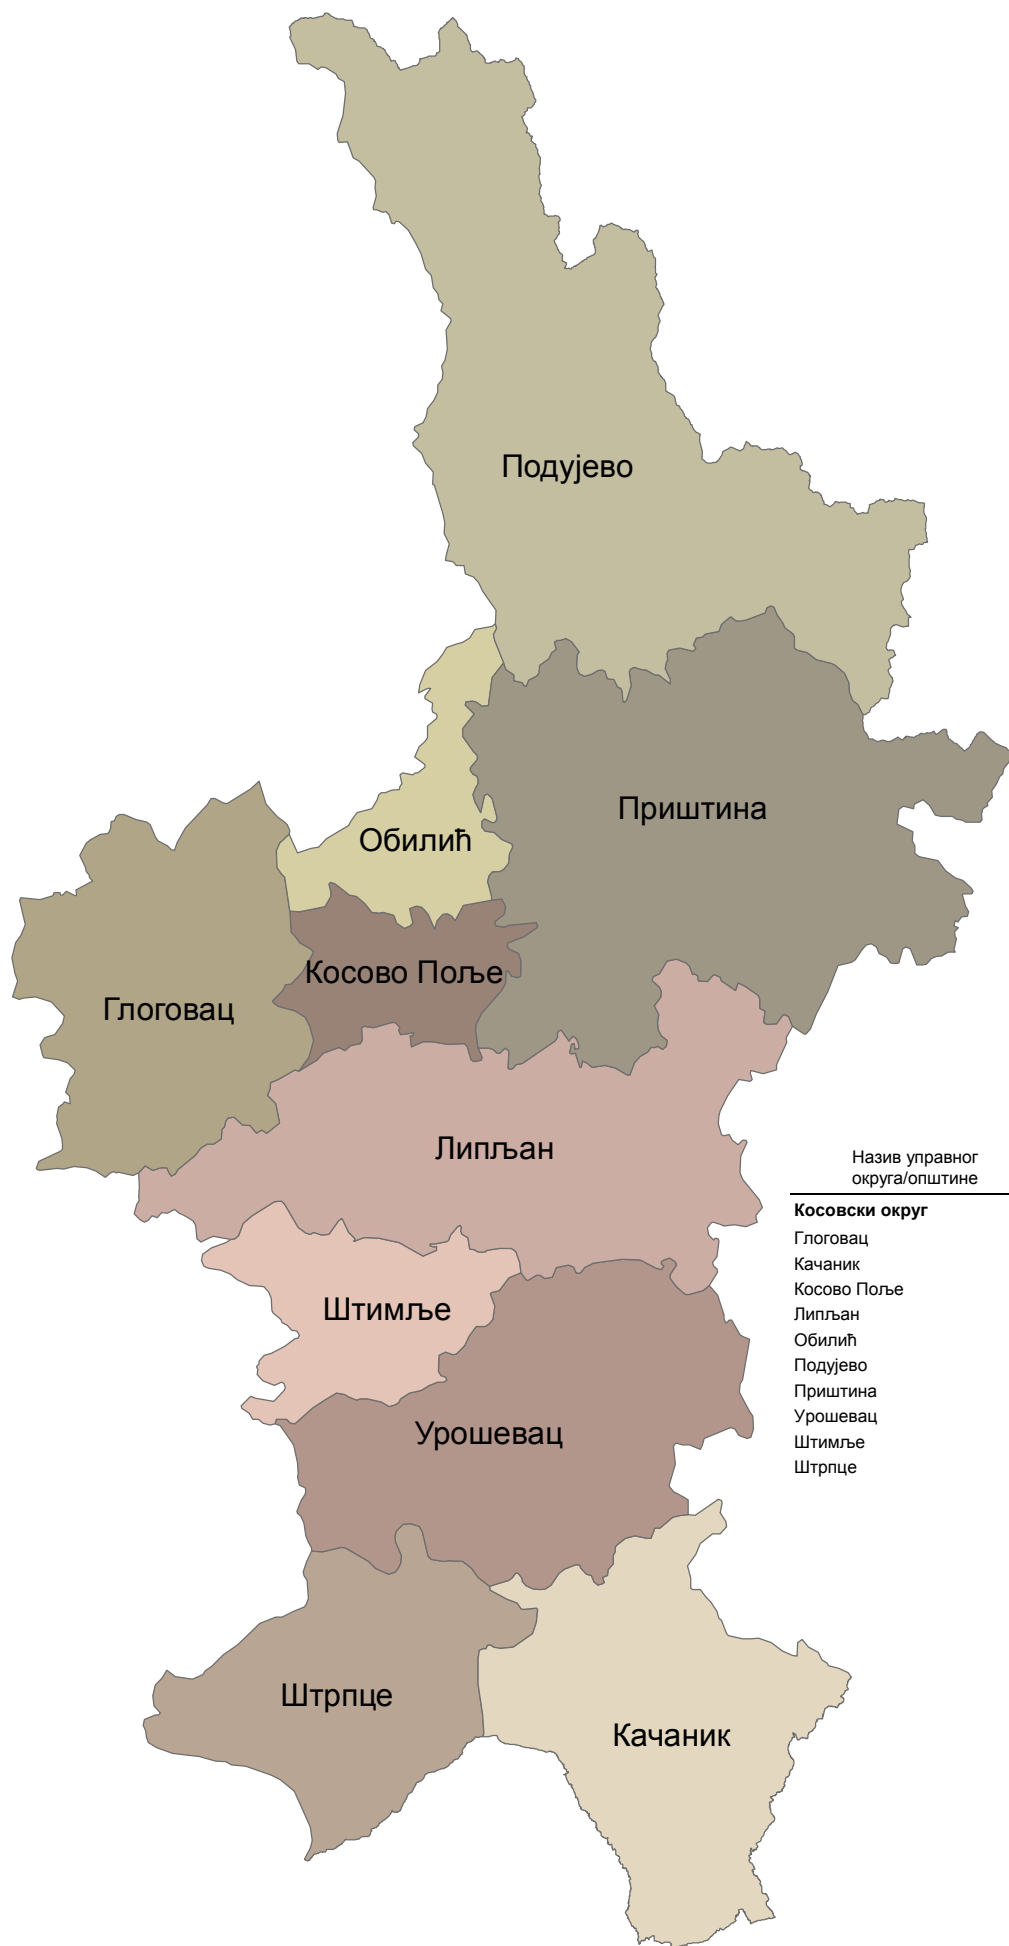 Подујево
Приштина
Обилић
Косово Поље
Глоговац
Липљан
Назив управног
округа/општине
Косовски округ
Глоговац
Качаник
Косово Поље
Липљан
Обилић
Подујево
Приштина
Урошевац
Штимље
Штрпце
Штимље
Урошевац
Штрпце
Качаник